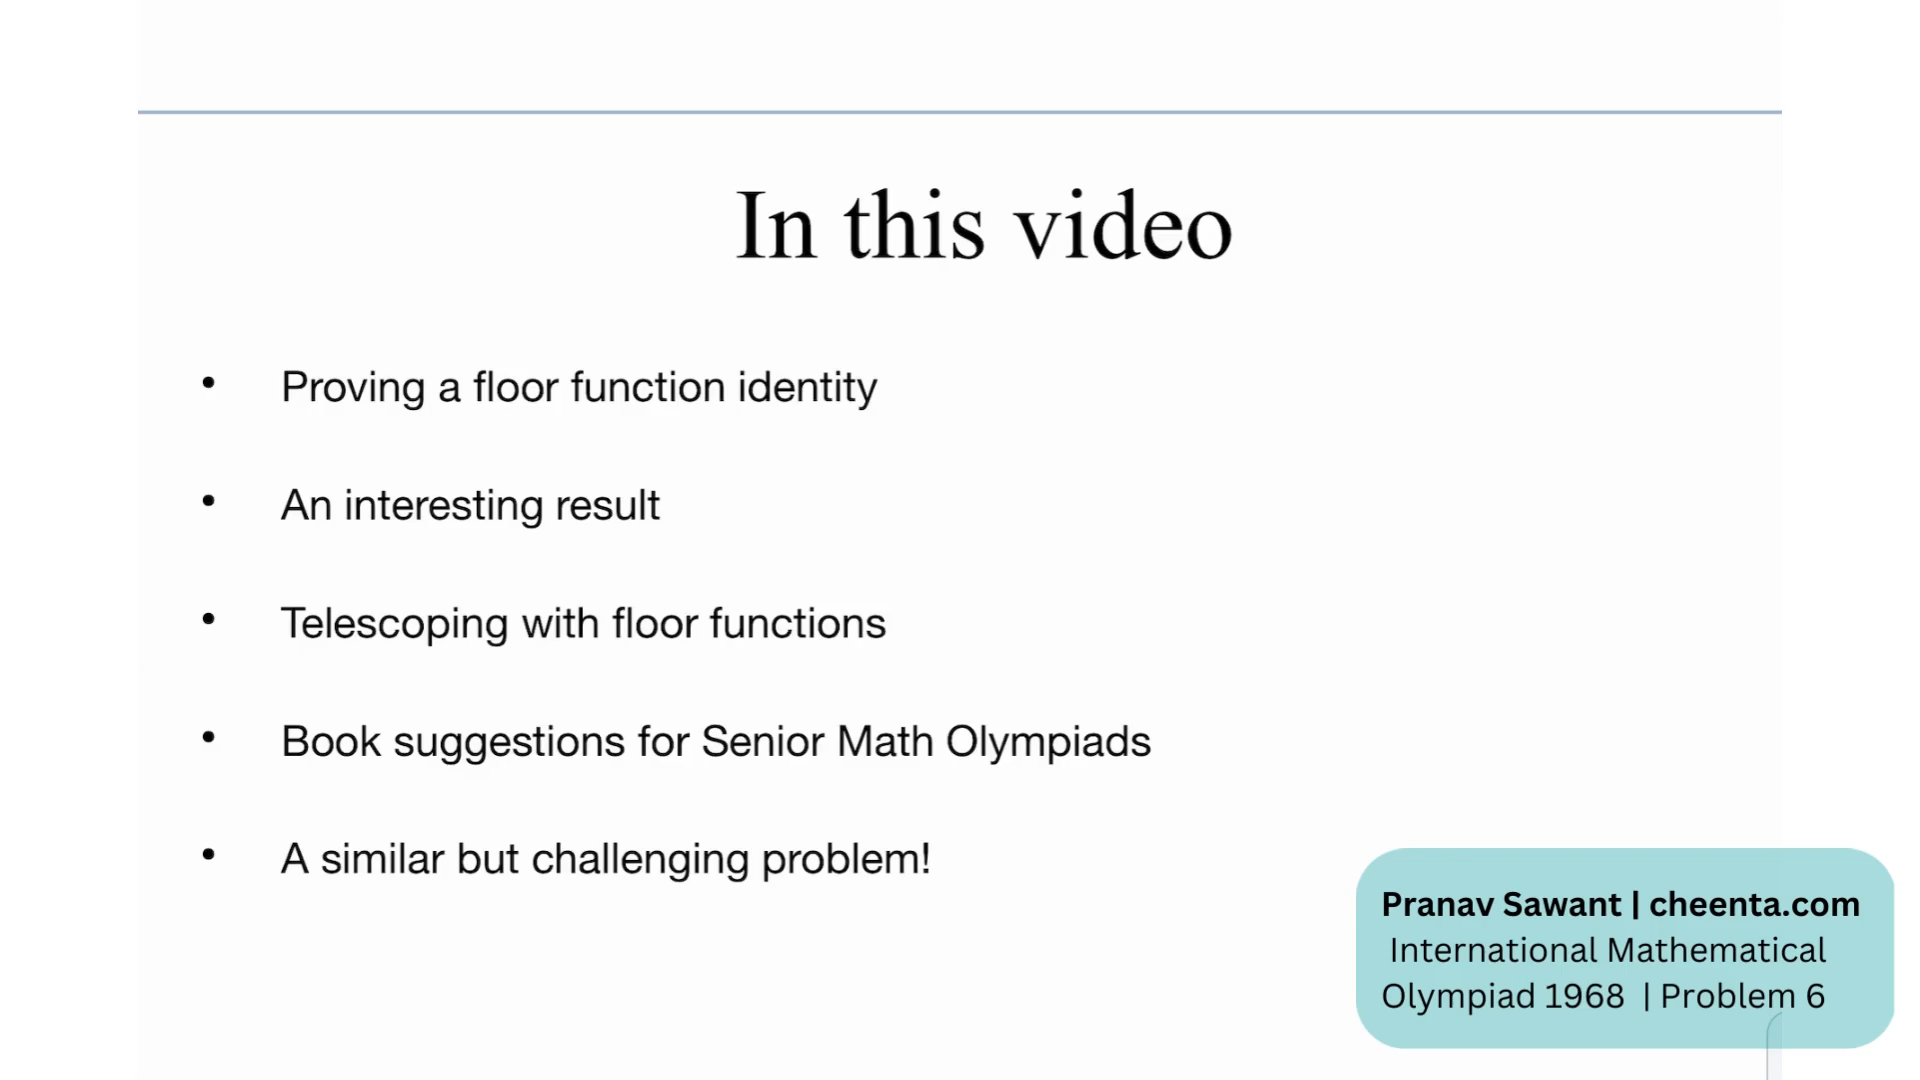 In this video
• Proving a floor function identity
• An interesting result
• Telescoping with floor functions
• Book suggestions for Senior Math Olympiads
• A similar but challenging problem!
Pranav Sawant | cheenta.com
International Mathematical
Olympiad 1968 | Problem 6